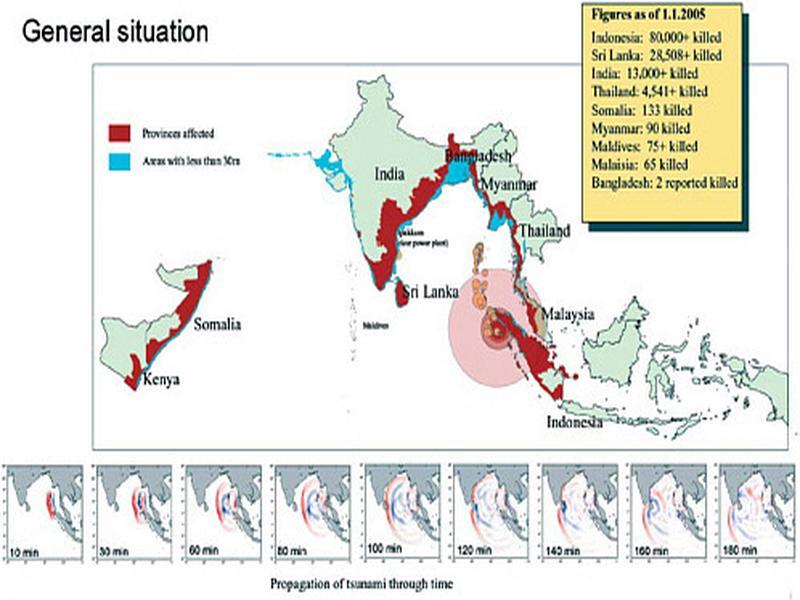 General situation
Figures as of 1.1.2005
Indonesia: 80,000+ killed
Sri Lanka: 28,508+ killed
India: 13,000+ killed
Thailand: 4,541+ killed
Somalia: 133 killed
Myanmar: 90 killed
Maldives: 75+ killed
Malaisia: 65 killed
Bangladesh: 2 reported killed
Provinces affected
Areas with less than 30m
India
Bangladesh
Myanmar
Thailand
power plant)
Sri Lanka
Maldives
Malaysia
Somalia
Kenya
Indonesia
10 min
30 min
60 min
80 min
100 min
120 min
140 min
160 min
180 min
Propagation of tsunami through time